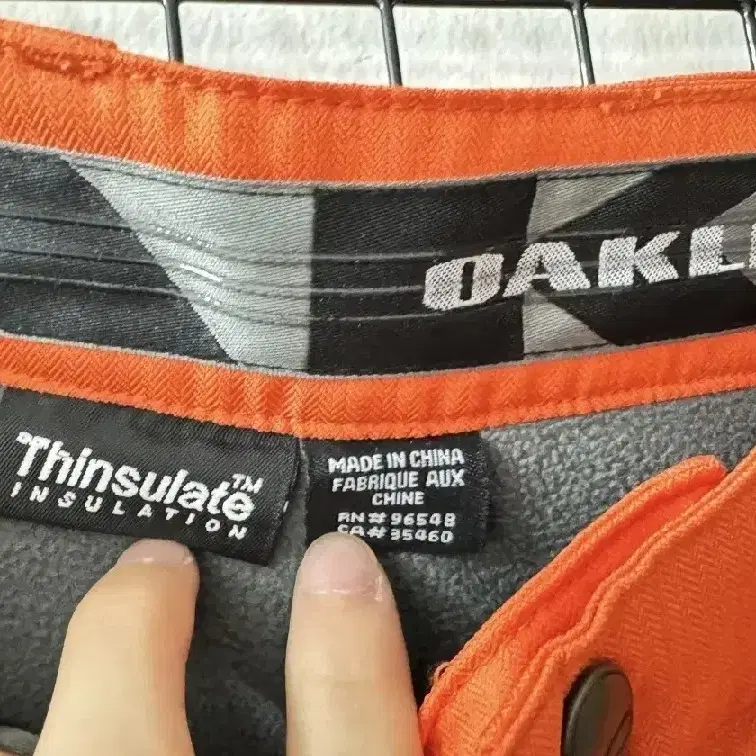 OAKL
Thinsulate™
INSULATION
MADE IN CHINA
FABRIQUE AUX
CHINE
RN# 96548
CA# 35460